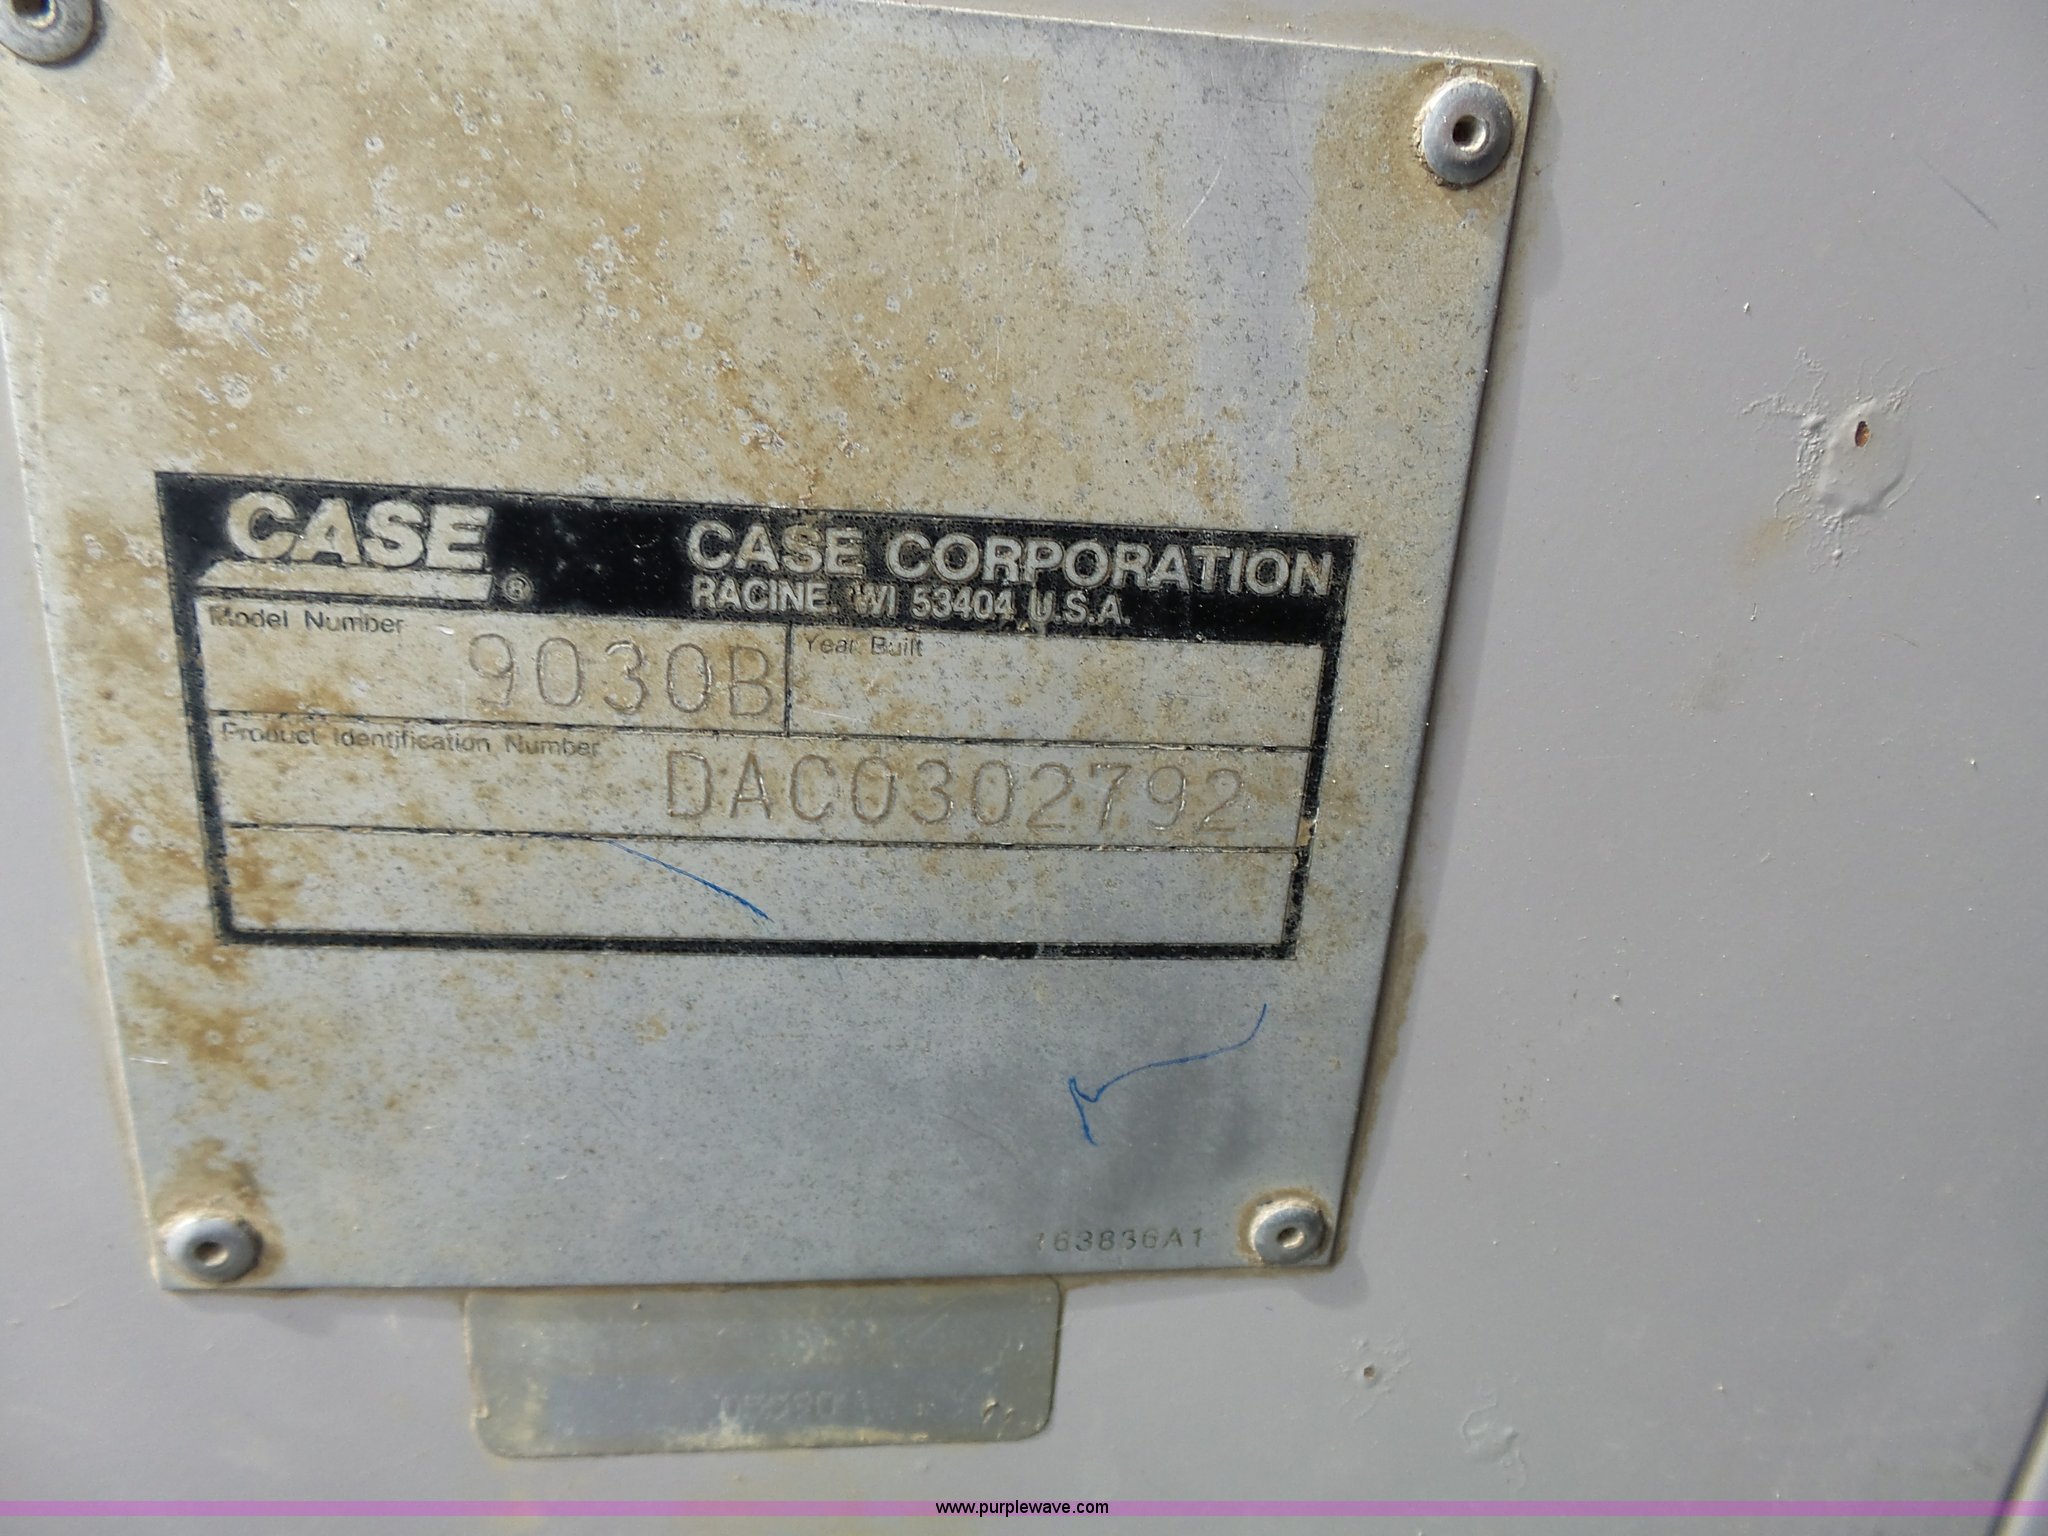 CASE ®
CASE CORPORATION
RACINE, WI 53404 U.S.A.
Model Number 9030B
Year Built
Product Identification Number DAC0302792
163836A1
www.purplewave.com